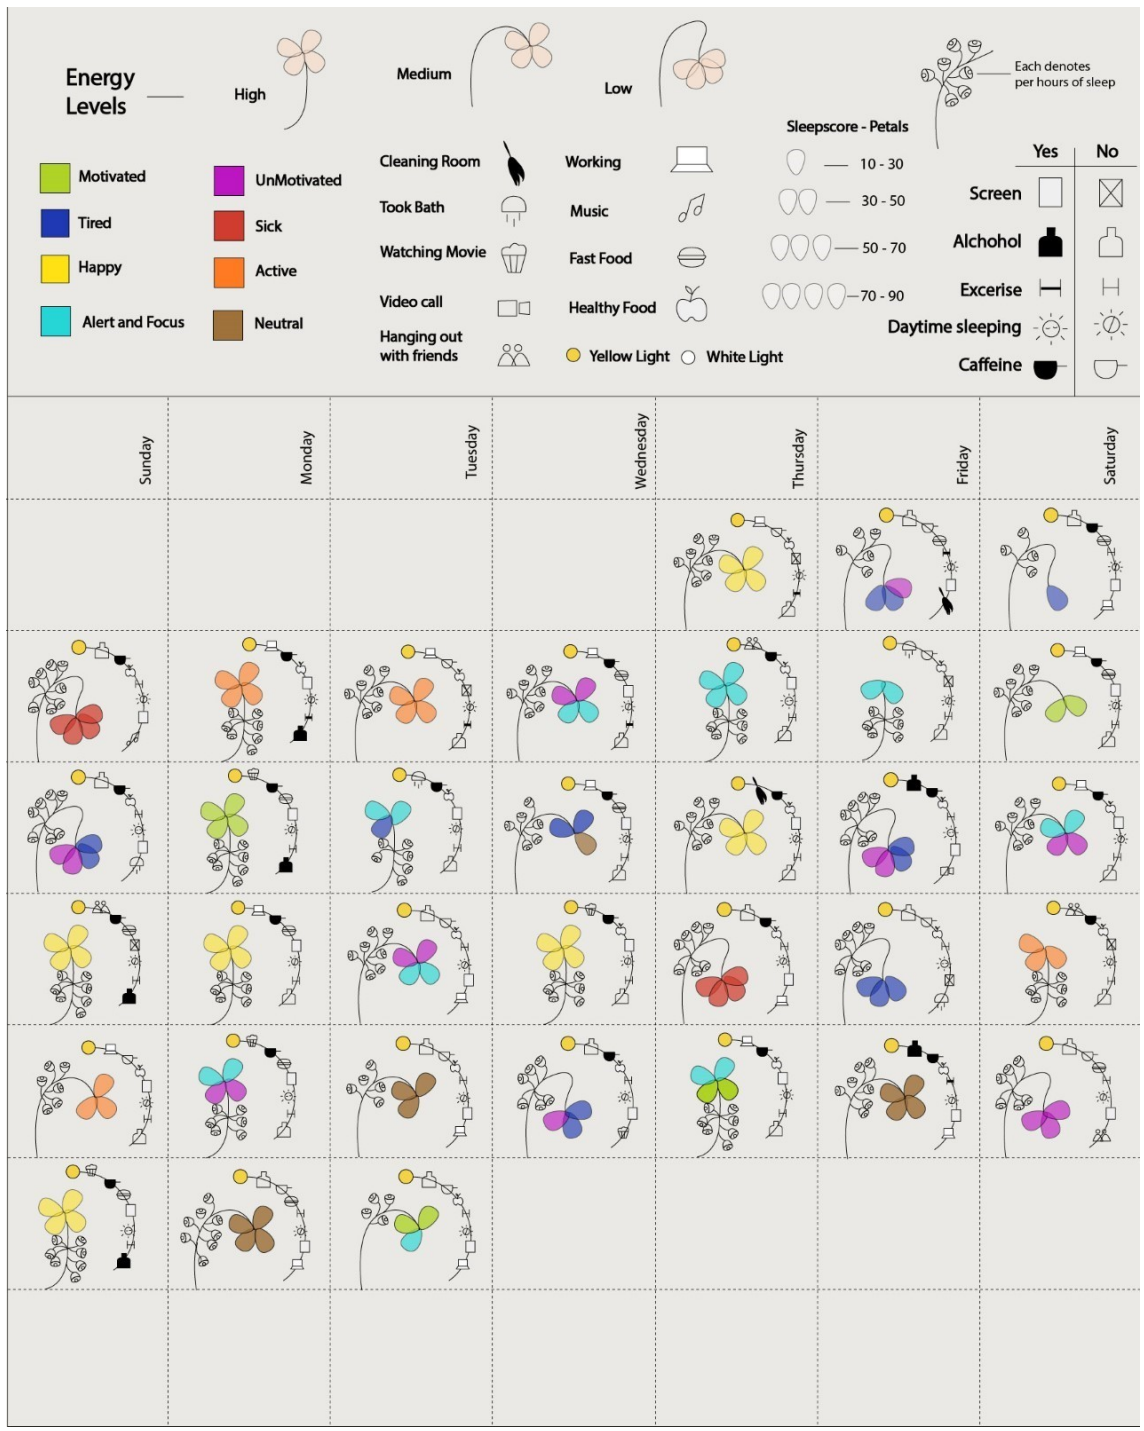 Energy
Levels
High
Medium
Low
Each denotes
per hours of sleep
Motivated
Tired
Happy
Alert and Focus
UnMotivated
Sick
Active
Neutral
Cleaning Room
Took Bath
Watching Movie
Video call
Hanging out
with friends
Working
Music
Fast Food
Healthy Food
Yellow Light
White Light
Sleepscore - Petals
10 - 30
30 - 50
50 - 70
70 - 90
Yes
No
Screen
Alchohol
Excerise
Daytime sleeping
Caffeine
Sunday
Monday
Tuesday
Wednesday
Thursday
Friday
Saturday